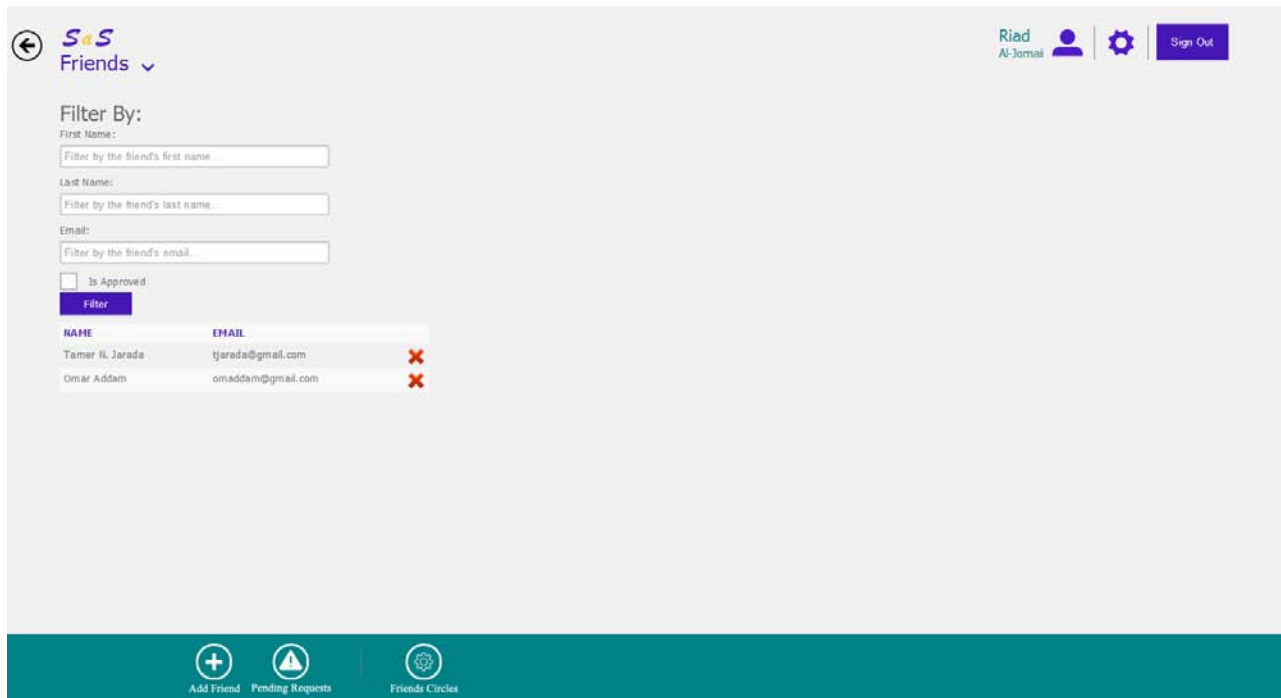 SaS
Friends
Riad
Al-Jomaii
Sign Out
Filter By:
First Name:
Filter by the friend's first name...
Last Name:
Filter by the friend's last name...
Email:
Filter by the friend's email...
Is Approved
Filter
NAME EMAIL
Tamer N. Jarada tjarada@gmail.com
Omar Addam omaddam@gmail.com
Add Friend Pending Requests Friends Circles